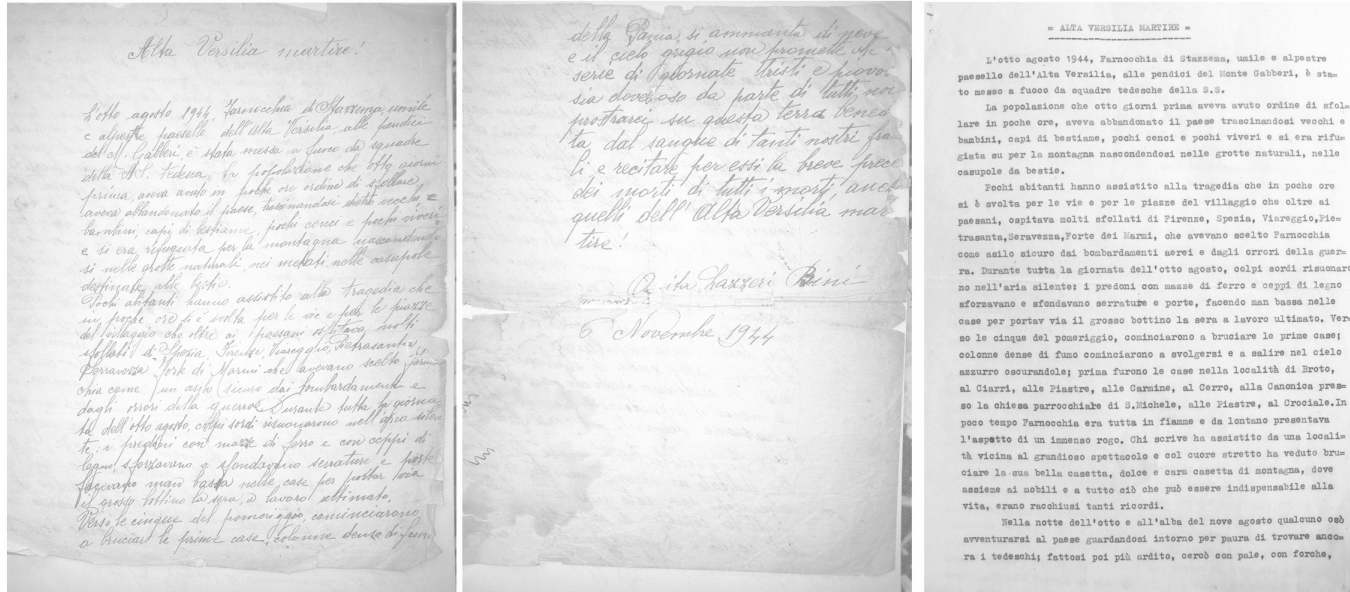 Alta Versilia martire!
L'otto agosto 1944, Farnocchia di Stazzema, umile
e alpestre paesello dell'Alta Versilia alle pendici
del M. Gabberi è stata messa a fuoco da squadre
della S.S. tedesca. La popolazione che otto giorni
prima, aveva avuto in poche ore ordine di sfollare,
aveva abbandonato il paese, trascinandosi dietro vecchi e
bambini, capi di bestiame, pochi cenci e pochi viveri
e si era rifugiata per la montagna nascondendo
si nelle grotte naturali, nei metati, nelle casupole
destinate alle bestie.
Pochi abitanti hanno assistito alla tragedia che
in poche ore si è svolta per le vie e per le piazze
del villaggio che oltre ai paesani ospitava, molti
sfollati di Spezia, Firenze, Viareggio, Pietrasanta,
Serravezza, Forte di Marmi che avevano scelto Farnoc
chia come un asilo sicuro dai bombardamenti e
dagli orrori della guerra. Durante tutta la giorna
ta dell'otto agosto, colpi sordi risuonarono nell'aria silen
te; i predoni con mazze di ferro e con ceppi di
legno, sforzavano e sfondavano serrature e porte
facevano man bassa nelle case per portar via
il grosso bottino la sera, a lavoro ultimato.
Verso le cinque del pomeriggio, cominciarono
a bruciare le prime case, colonne dense di fumo
della Pania, si ammanta di neve
e il cielo grigio non promette che
serie di giornate tristi e piovo
sia doveroso da parte di tutti noi
prostrarci su questa terra bagna
ta dal sangue di tanti nostri fra
li e recitare per essi la breve prece
dei morti di tutti i morti, anch
quelli dell'Alta Versilia mar
tire!
Lazzeri Bini
6 Novembre 1944
= ALTA VERSILIA MARTIRE =
L'otto agosto 1944, Farnocchia di Stazzema, umile e alpestre
paesello dell'Alta Versilia, alle pendici del Monte Gabberi, è sta=
to messo a fuoco da squadre tedesche della S.S.
La popolazione che otto giorni prima aveva avuto ordine di sfol=
lare in poche ore, aveva abbandonato il paese trascinandosi vecchi e
bambini, capi di bestiame, pochi cenci e pochi viveri e si era rifu=
giata su per la montagna nascondendosi nelle grotte naturali, nelle
casupole da bestie.
Pochi abitanti hanno assistito alla tragedia che in poche ore
si è svolta per le vie e per le piazze del villaggio che oltre ai
paesani, ospitava molti sfollati di Firenze, Spezia, Viareggio,Pie=
trasanta,Seravezza,Forte dei Marmi, che avevano scelto Farnocchia
come asilo sicuro dai bombardamenti aerei e dagli orrori della guer=
ra. Durante tutta la giornata dell'otto agosto, colpi sordi risuonaro
no nell'aria silente: i predoni con mazze di ferro e ceppi di legno
sforzavano e sfondavano serrature e porte, facendo man bassa nelle
case per portav via il grosso bottino la sera a lavoro ultimato. Ver=
so le cinque del pomeriggio, cominciarono a bruciare le prime case;
colonne dense di fumo cominciarono a svolgersi e a salire nel cielo
azzurro oscurandole; prima furono le case nella località di Broto,
al Ciarri, alle Piastre, alle Carmine, al Cerro, alla Canonica pres=
so la chiesa parrocchiale di S.Michele, alle Piastre, al Crociale.In
poco tempo Farnocchia era tutta in fiamme e da lontano presentava
l'aspetto di un immenso rogo. Chi scrive ha assistito da una locali=
tà vicina al grandioso spettacolo e col cuore stretto ha veduto bru=
ciare la sua bella casetta, dolce e cara casetta di montagna, dove
assieme ai mobili e a tutto ciò che può essere indispensabile alla
vita, erano racchiusi tanti ricordi.
Nella notte dell'otto e all'alba del nove agosto qualcuno osò
avventurarsi al paese guardandosi intorno per paura di trovare anco=
ra i tedeschi; fattosi poi più ardito, cercò con pale, con forche,